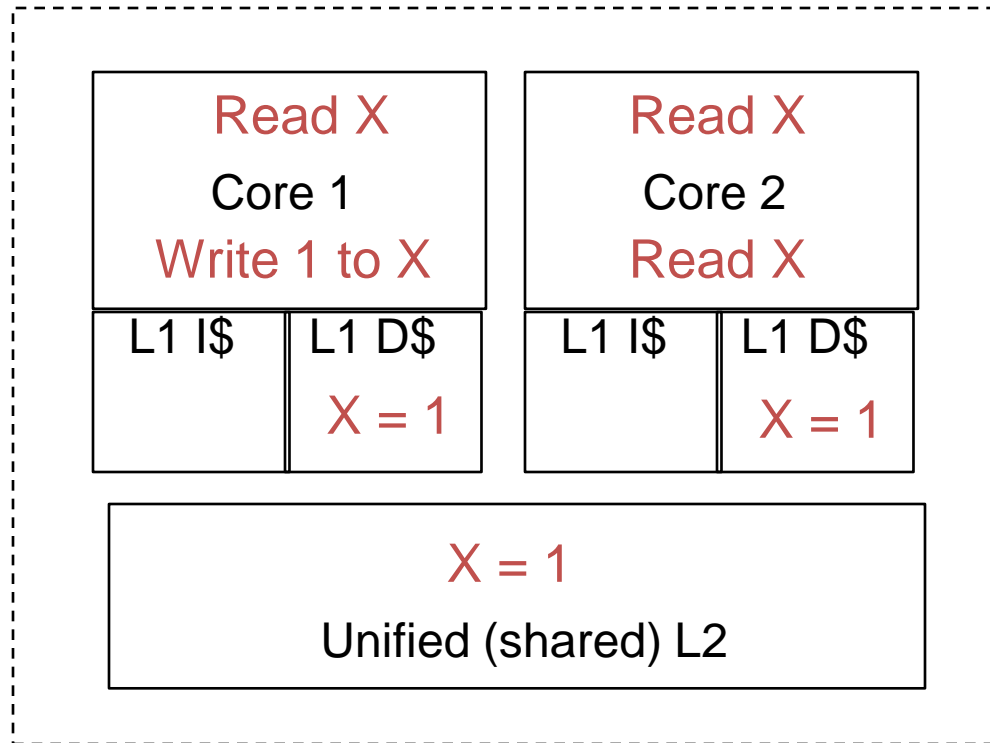 Read X
Core 1
Write 1 to X
Read X
Core 2
Read X
L1 I$
L1 D$
X = 1
L1 I$
L1 D$
X = 1
X = 1
Unified (shared) L2